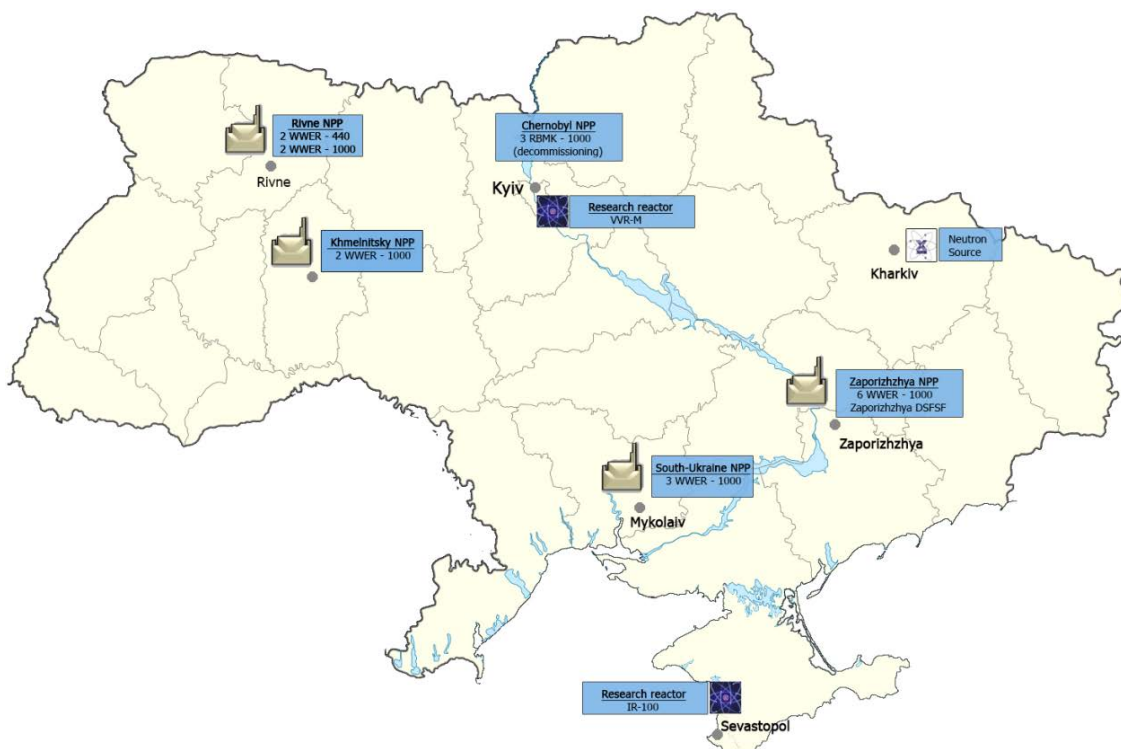 Rivne NPP
2 WWER - 440
2 WWER - 1000
Rivne
Chernobyl NPP
3 RBMK - 1000
(decommissioning)
Kyiv
Research reactor
VVR-M
Khmelnitsky NPP
2 WWER - 1000
Neutron
Source
Kharkiv
Zaporizhzhya NPP
6 WWER - 1000
Zaporizhzhya DSFSF
Zaporizhzhya
South-Ukraine NPP
3 WWER - 1000
Mykolaiv
Research reactor
IR-100
Sevastopol